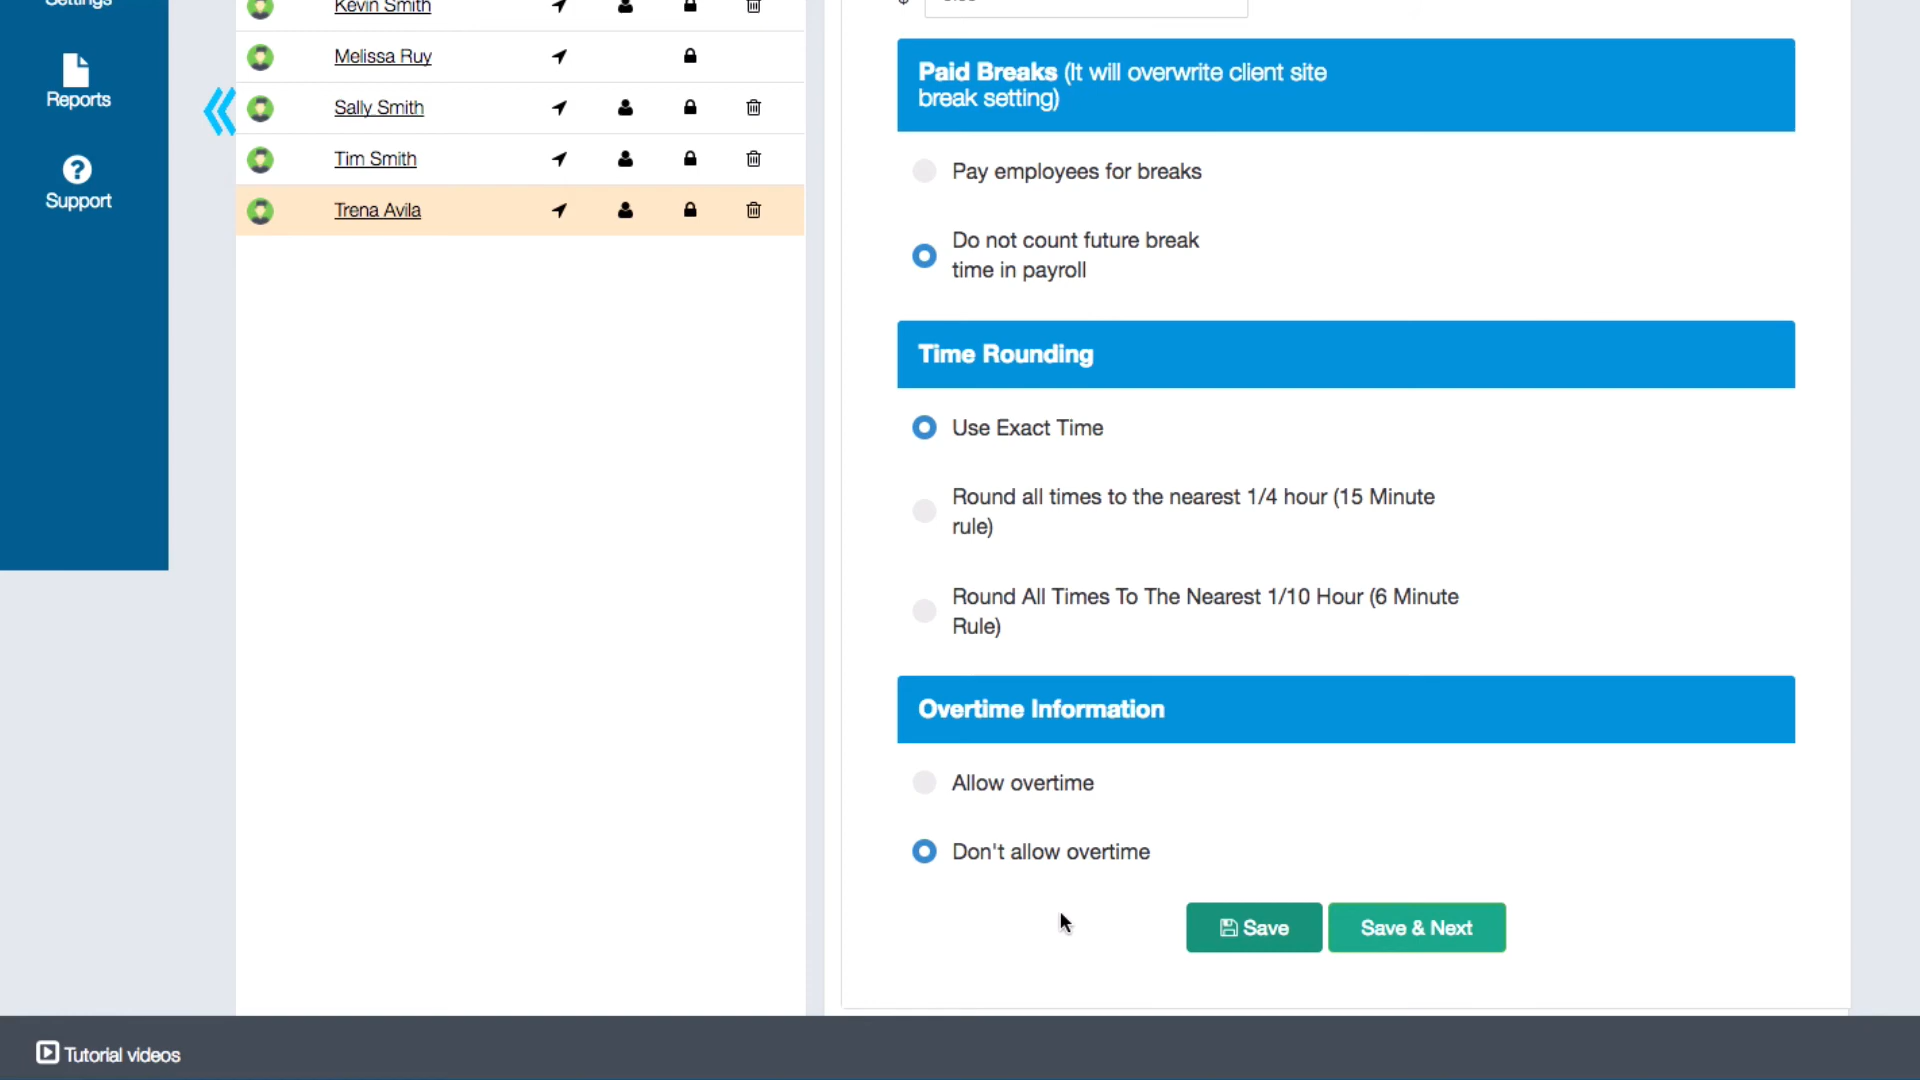 Settings
Reports
Support
Kevin Smith
Melissa Ruy
Sally Smith
Tim Smith
Trena Avila
$
Paid Breaks (It will overwrite client site
break setting)
Pay employees for breaks
Do not count future break
time in payroll
Time Rounding
Use Exact Time
Round all times to the nearest 1/4 hour (15 Minute
rule)
Round All Times To The Nearest 1/10 Hour (6 Minute
Rule)
Overtime Information
Allow overtime
Don't allow overtime
Save
Save & Next
Tutorial videos